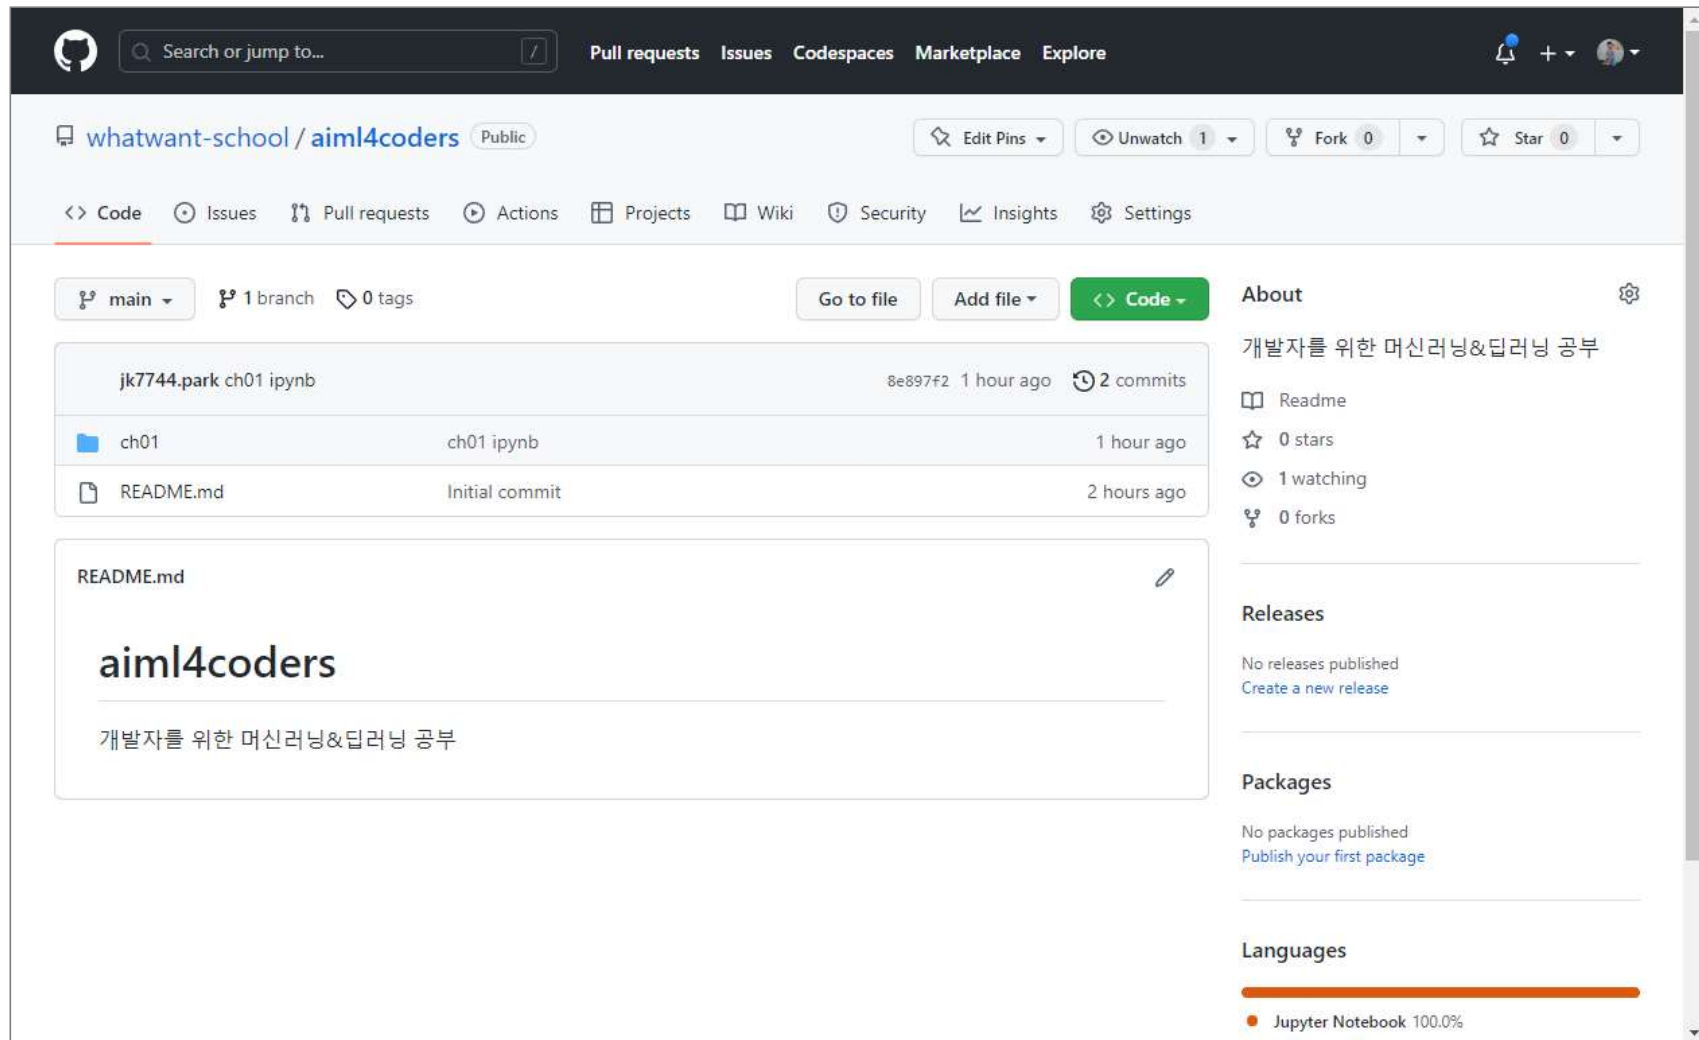 Search or jump to... / Pull requests Issues Codespaces Marketplace Explore
whatwant-school / aiml4coders Public Edit Pins Unwatch 1 Fork 0 Star 0
<> Code Issues Pull requests Actions Projects Wiki Security Insights Settings
main 1 branch 0 tags Go to file Add file <> Code
jk7744.park ch01 ipynb 8e897f2 1 hour ago 2 commits
ch01 ch01 ipynb 1 hour ago
README.md Initial commit 2 hours ago
README.md
aiml4coders
개발자를 위한 머신러닝&딥러닝 공부
About
개발자를 위한 머신러닝&딥러닝 공부
Readme
0 stars
1 watching
0 forks
Releases
No releases published
Create a new release
Packages
No packages published
Publish your first package
Languages
Jupyter Notebook 100.0%